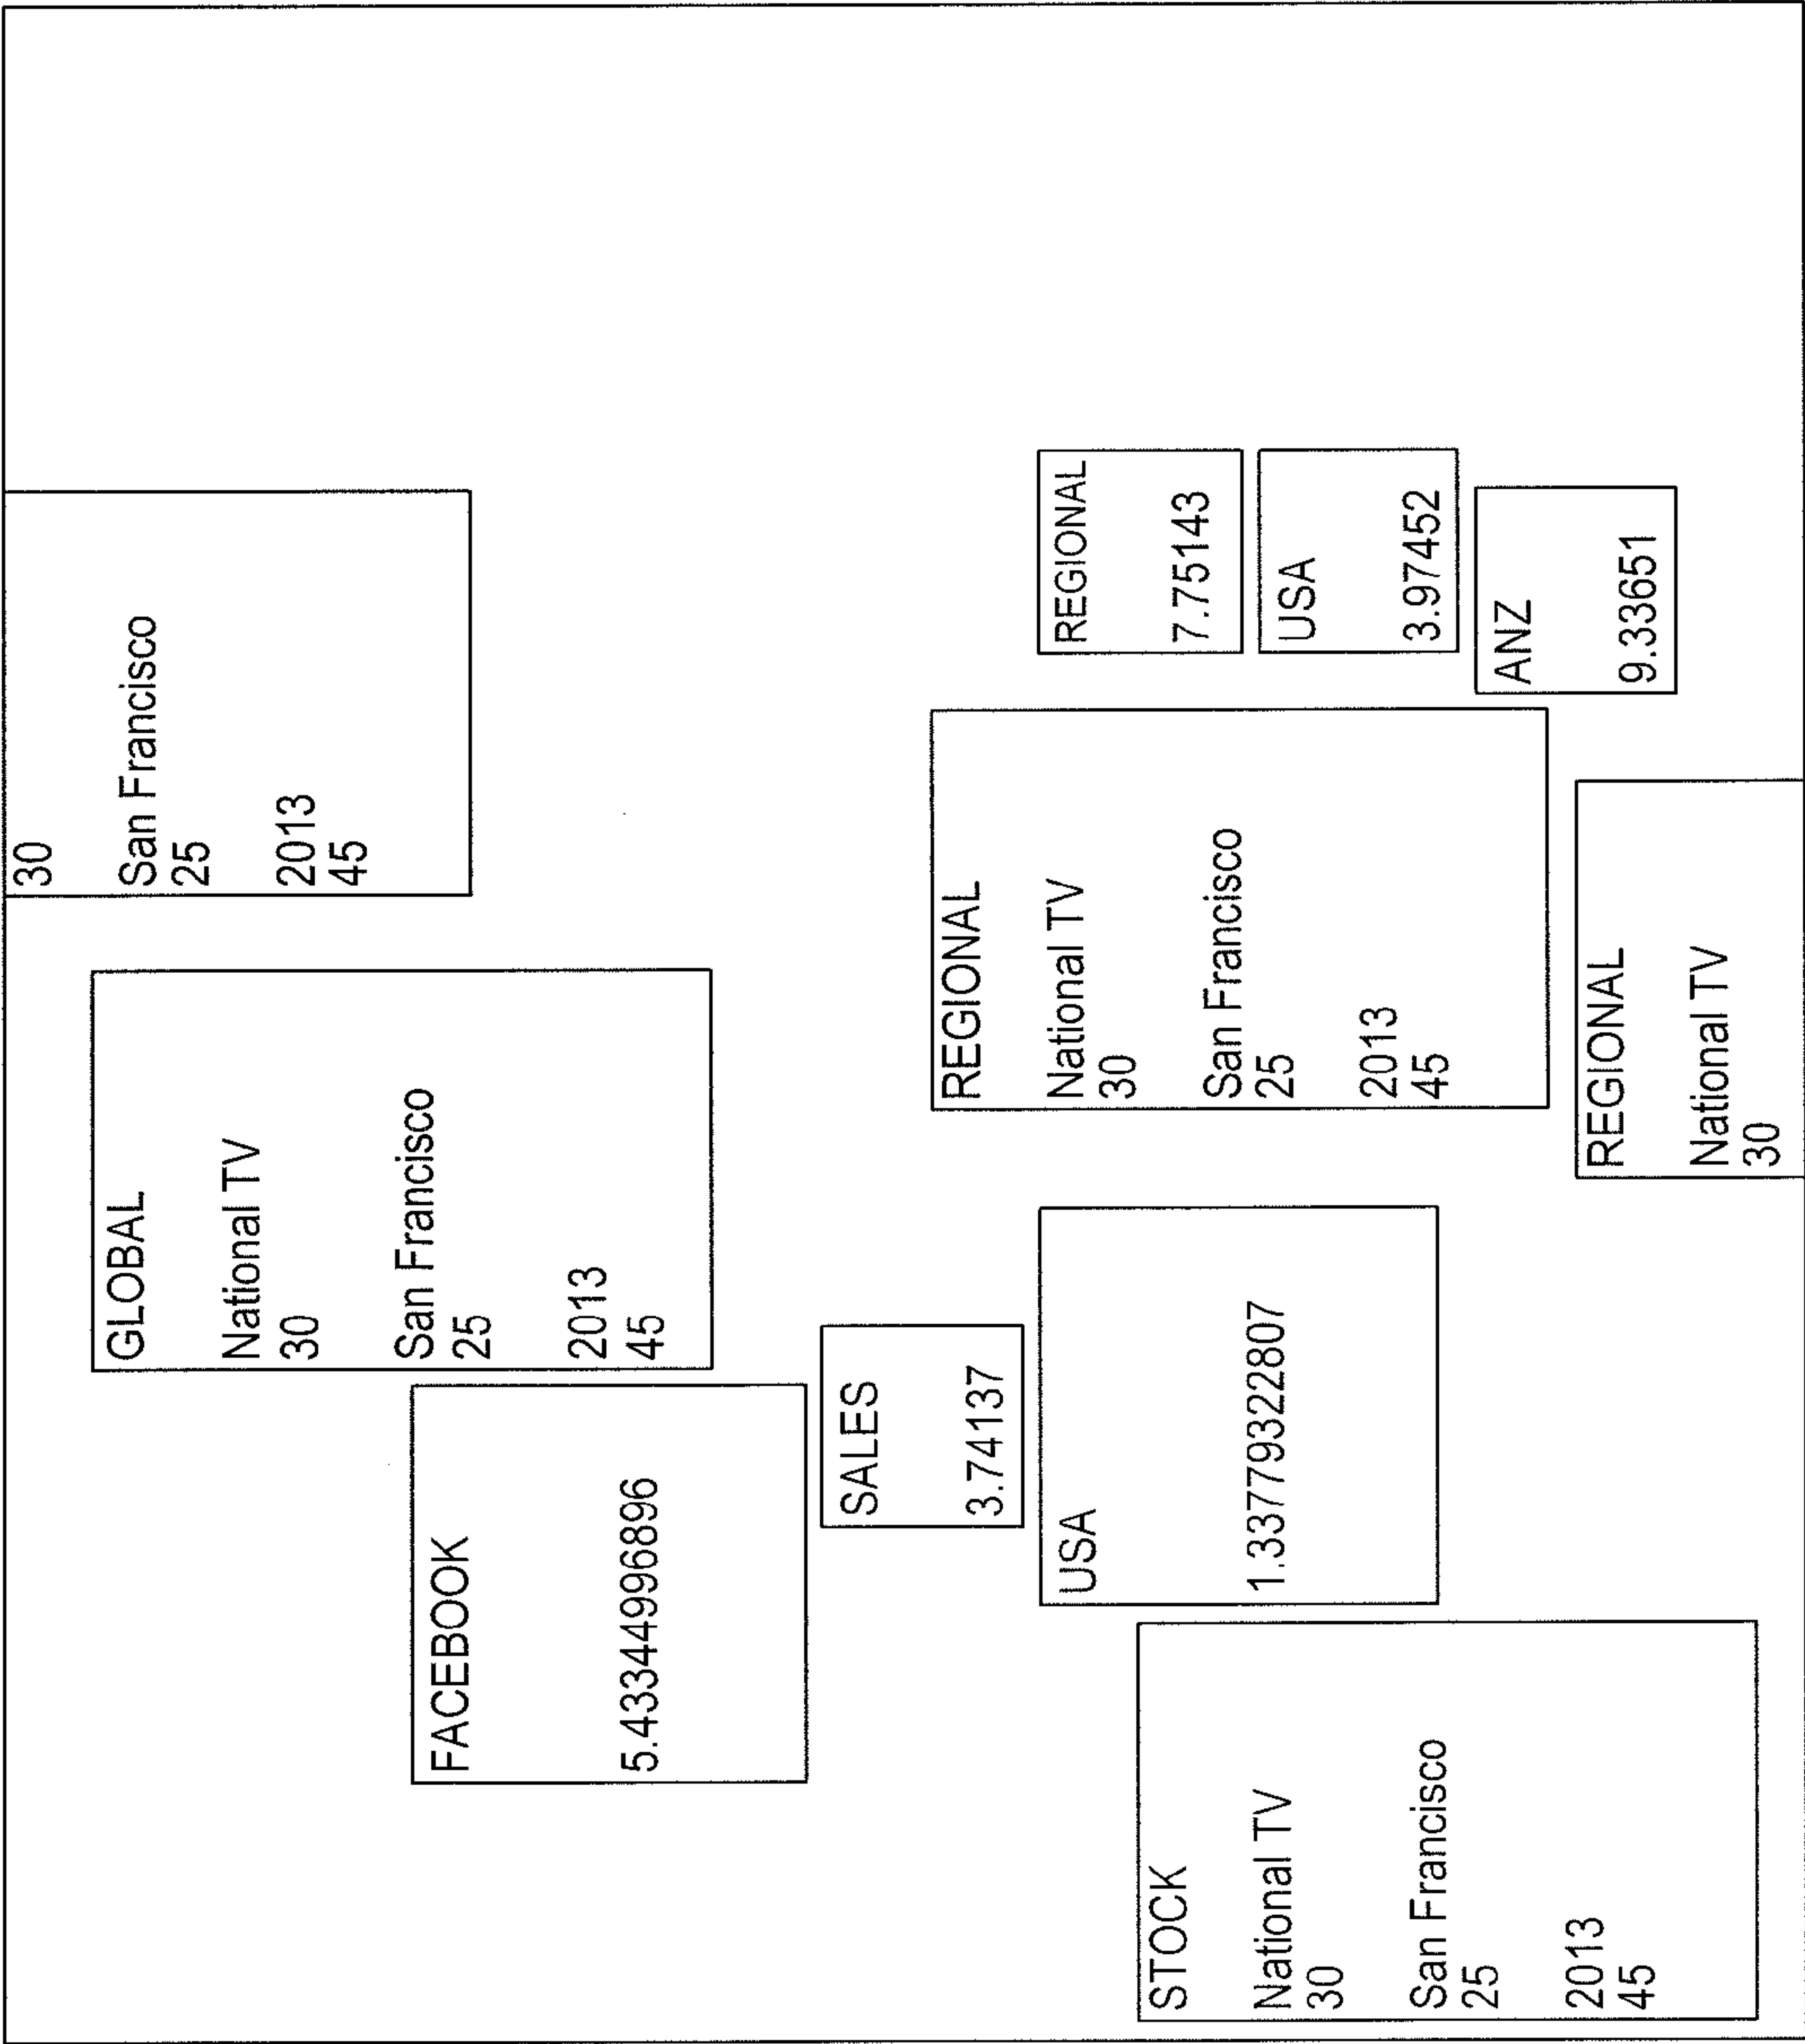 30
San Francisco
25
2013
45
GLOBAL
National TV
30
San Francisco
25
2013
45
FACEBOOK
5.43344996896
SALES
3.74137
USA
1.33779322807
STOCK
National TV
30
San Francisco
25
2013
45
REGIONAL
National TV
30
San Francisco
25
2013
45
REGIONAL
7.75143
USA
3.97452
ANZ
9.33651
REGIONAL
National TV
30